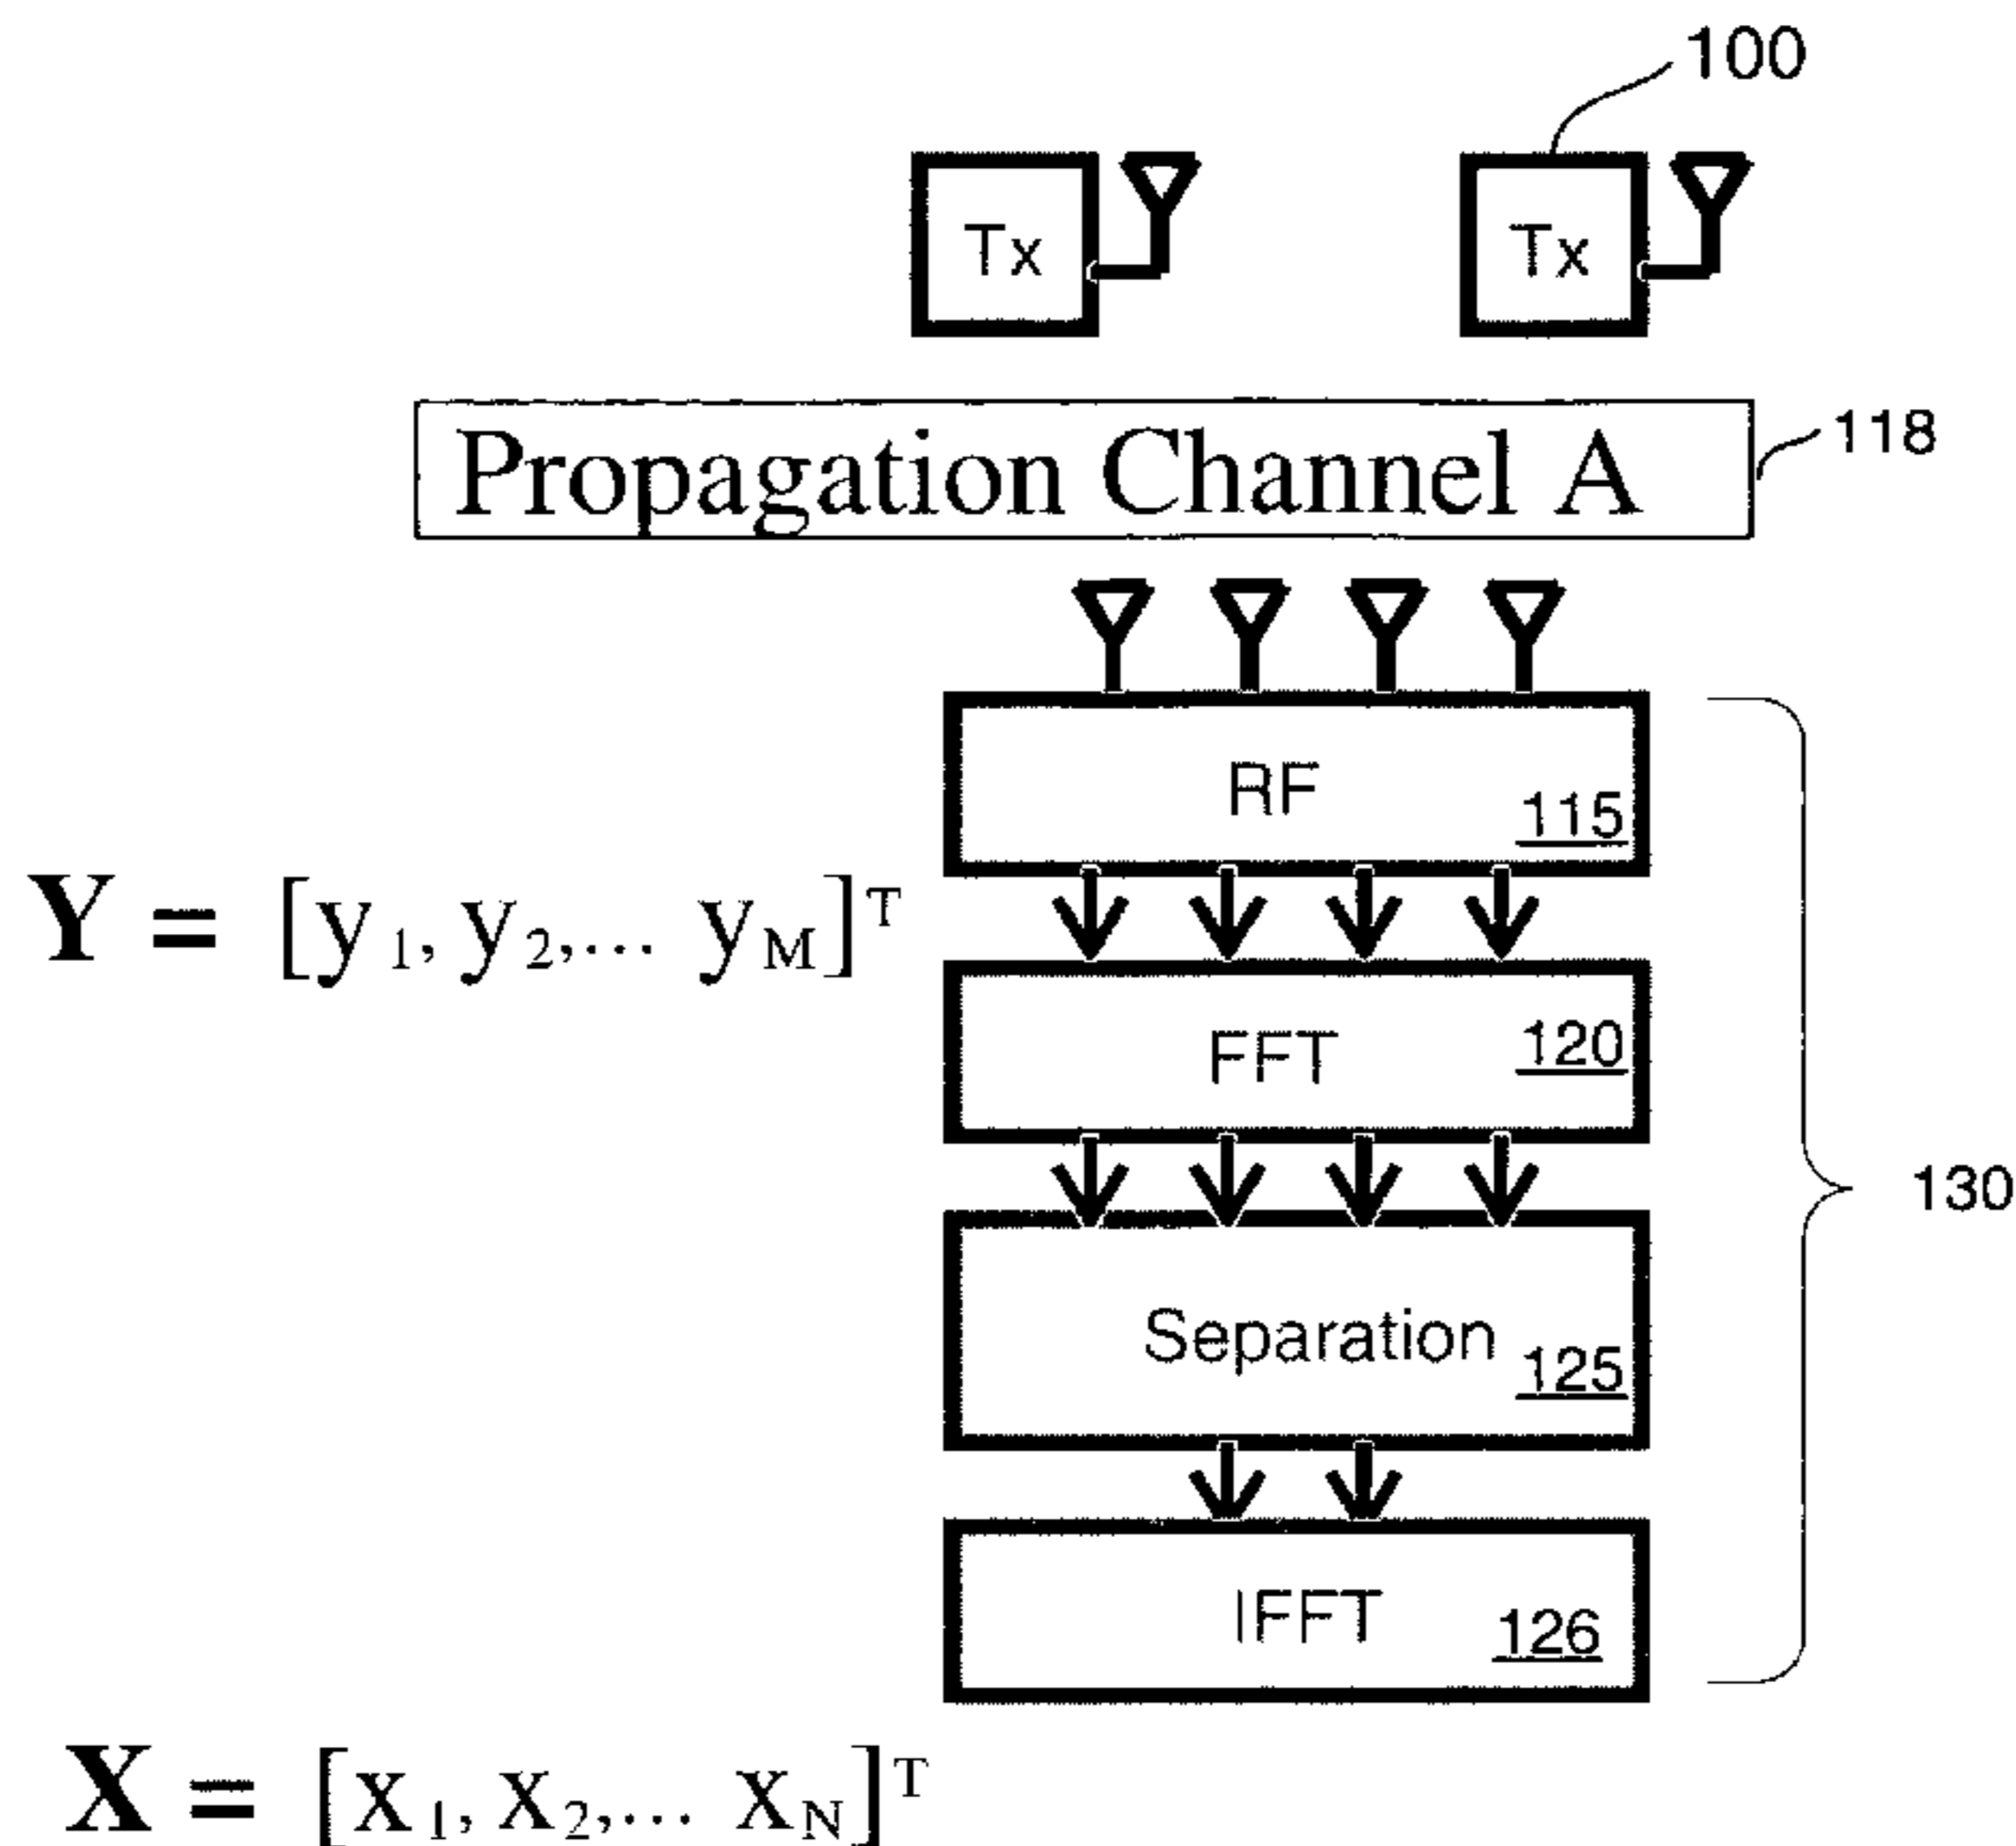 100
Tx
Tx
Propagation Channel A
118
RF
115
Y = [y1, y2,... yM]T
FFT
120
130
Separation
125
IFFT
126
X = [x1, x2,... xN]T